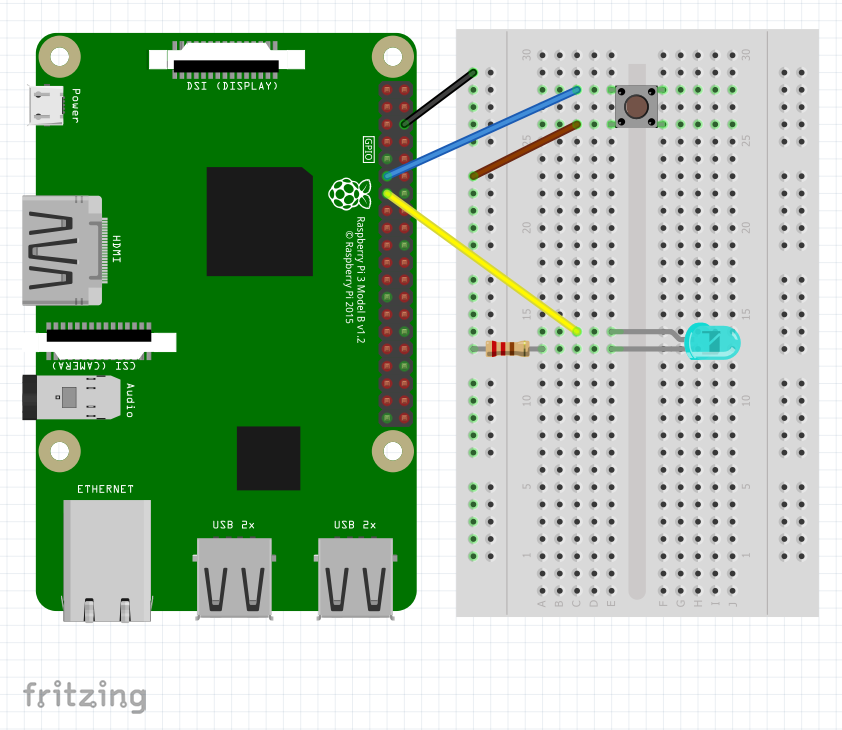 DSI (DISPLAY)
Power
GPIO
HDMI
Raspberry Pi 3 Model B v1.2
© Raspberry Pi 2015
CSI (CAMERA)
Audio
ETHERNET
USB 2x
USB 2x
30
30
25
25
20
20
15
15
10
10
5
5
1
1
A B C D E F G H I J
fritzing